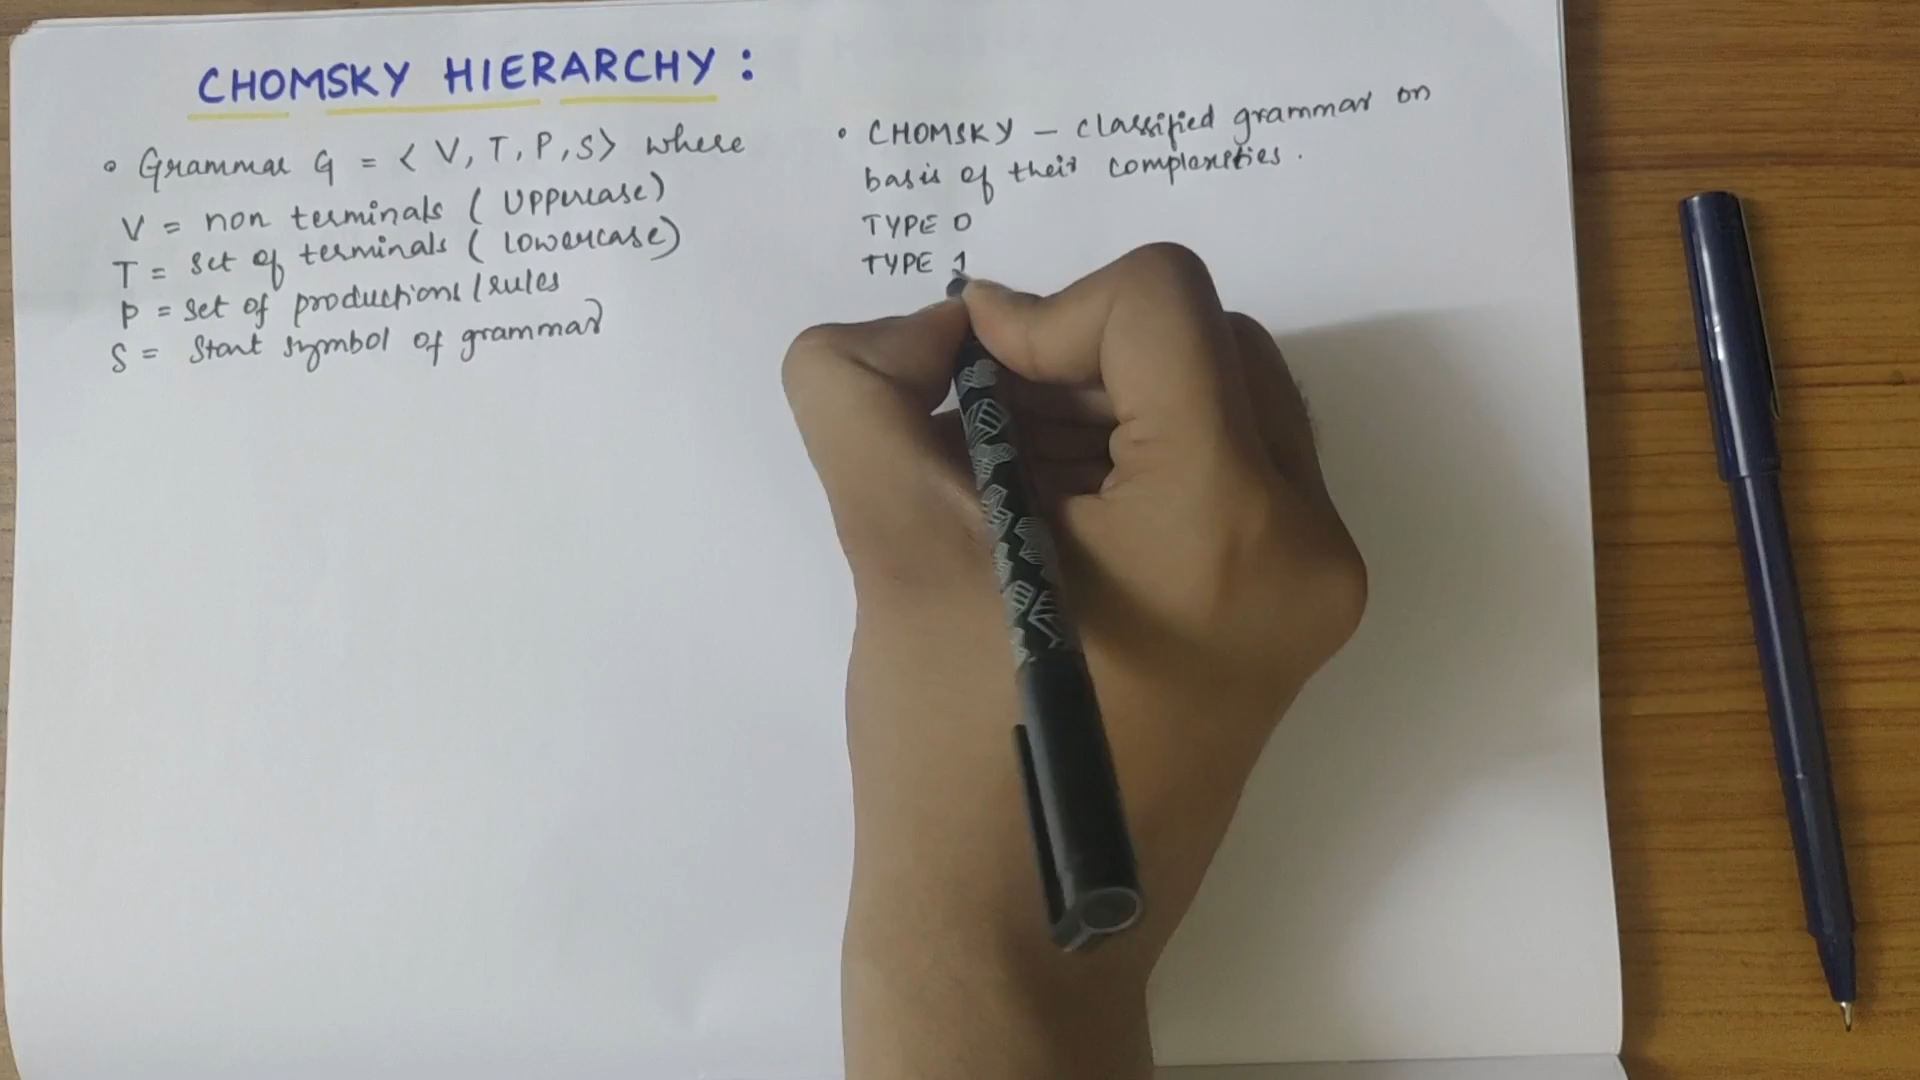 CHOMSKY HIERARCHY :
• Grammar G = < V, T, P, S> where
V = non terminals ( Uppercase)
T = set of terminals ( lowercase)
P = set of productions / rules
S = Start symbol of grammar
• CHOMSKY – classified grammar on
basis of their complexities .
TYPE 0
TYPE 1